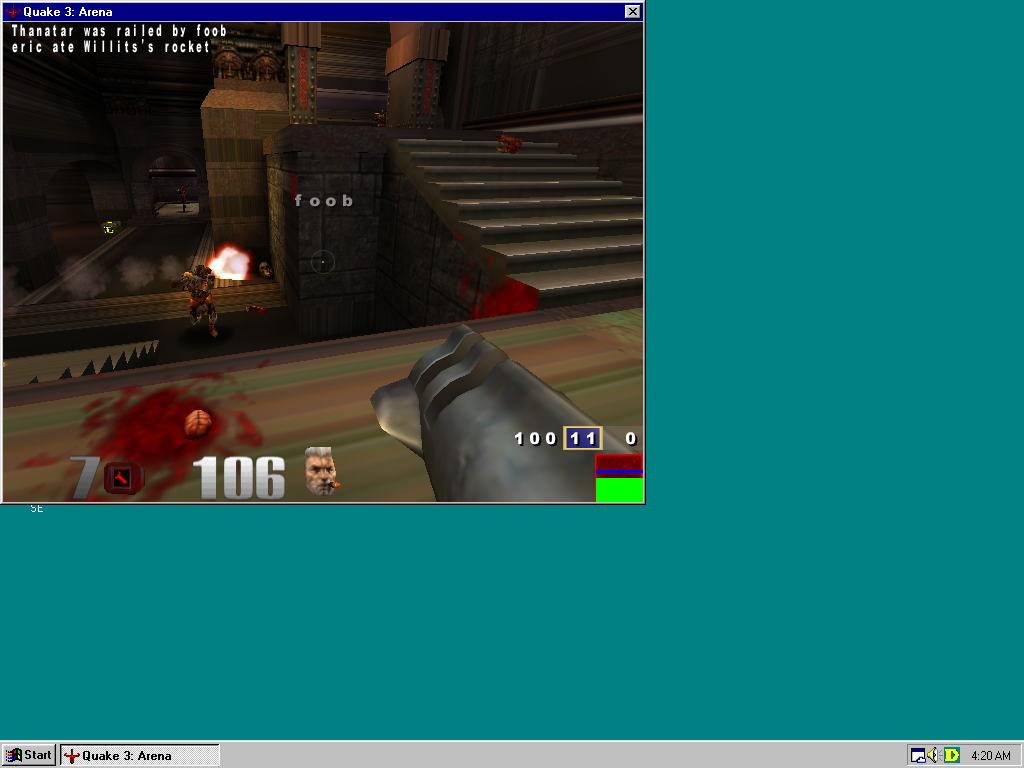 Quake 3: Arena
Thanatar was railed by foob
eric ate Willits's rocket
foob
100 11 0
7 106
SE
Start Quake 3: Arena 4:20 AM